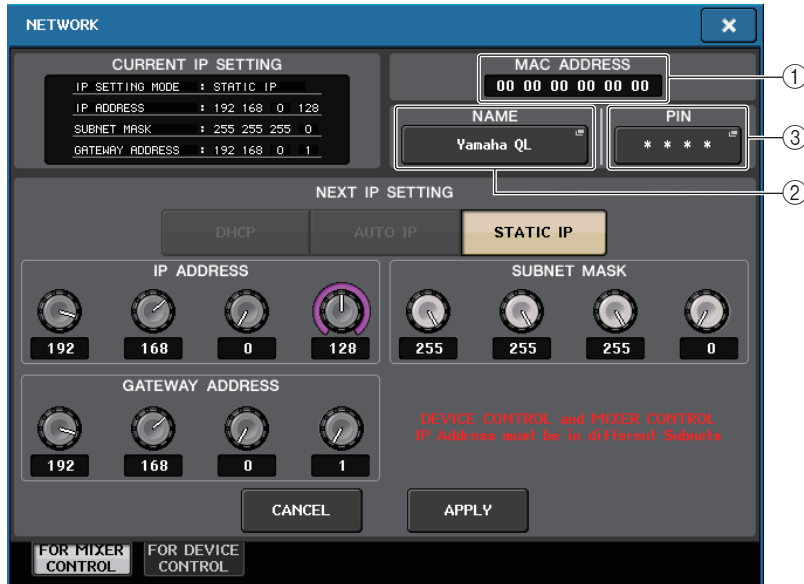 NETWORK
×
CURRENT IP SETTING
IP SETTING MODE : STATIC IP
IP ADDRESS : 192 168 0 128
SUBNET MASK : 255 255 255 0
GATEWAY ADDRESS : 192 168 0 1
MAC ADDRESS
00 00 00 00 00 00
①
NAME
Yamaha QL
PIN
* * * *
③
②
NEXT IP SETTING
DHCP
AUTO IP
STATIC IP
IP ADDRESS
192 168 0 128
SUBNET MASK
255 255 255 0
GATEWAY ADDRESS
192 168 0 1
DEVICE CONTROL and MIXER CONTROL
IP Address must be in different Subnets
CANCEL
APPLY
FOR MIXER
CONTROL
FOR DEVICE
CONTROL